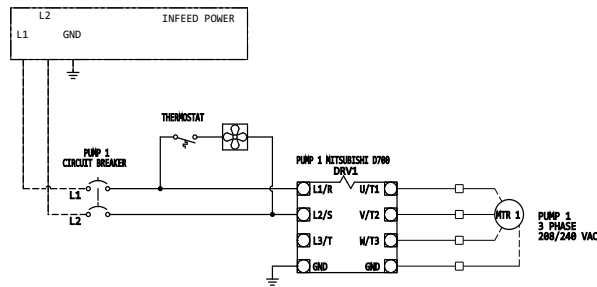 L2
INFEED POWER
L1
GND
THERMOSTAT
PUMP 1
CIRCUIT BREAKER
PUMP 1 MITSUBISHI D700
DRV1
L1
L1/R
U/T1
L2
L2/S
V/T2
MTR 1
PUMP 1
3 PHASE
208/240 VAC
L3/T
W/T3
GND
GND